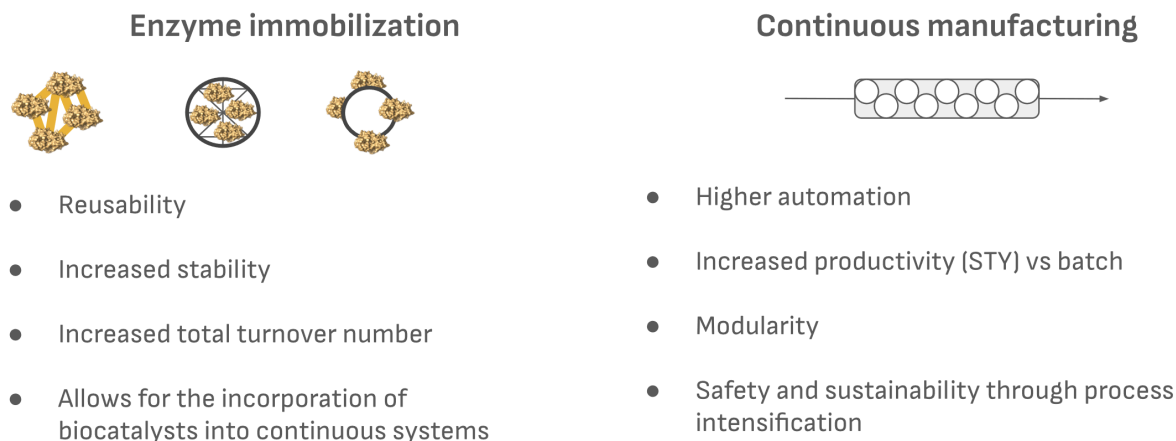 Enzyme immobilization
● Reusability
● Increased stability
● Increased total turnover number
● Allows for the incorporation of
biocatalysts into continuous systems
Continuous manufacturing
● Higher automation
● Increased productivity (STY) vs batch
● Modularity
● Safety and sustainability through process
intensification